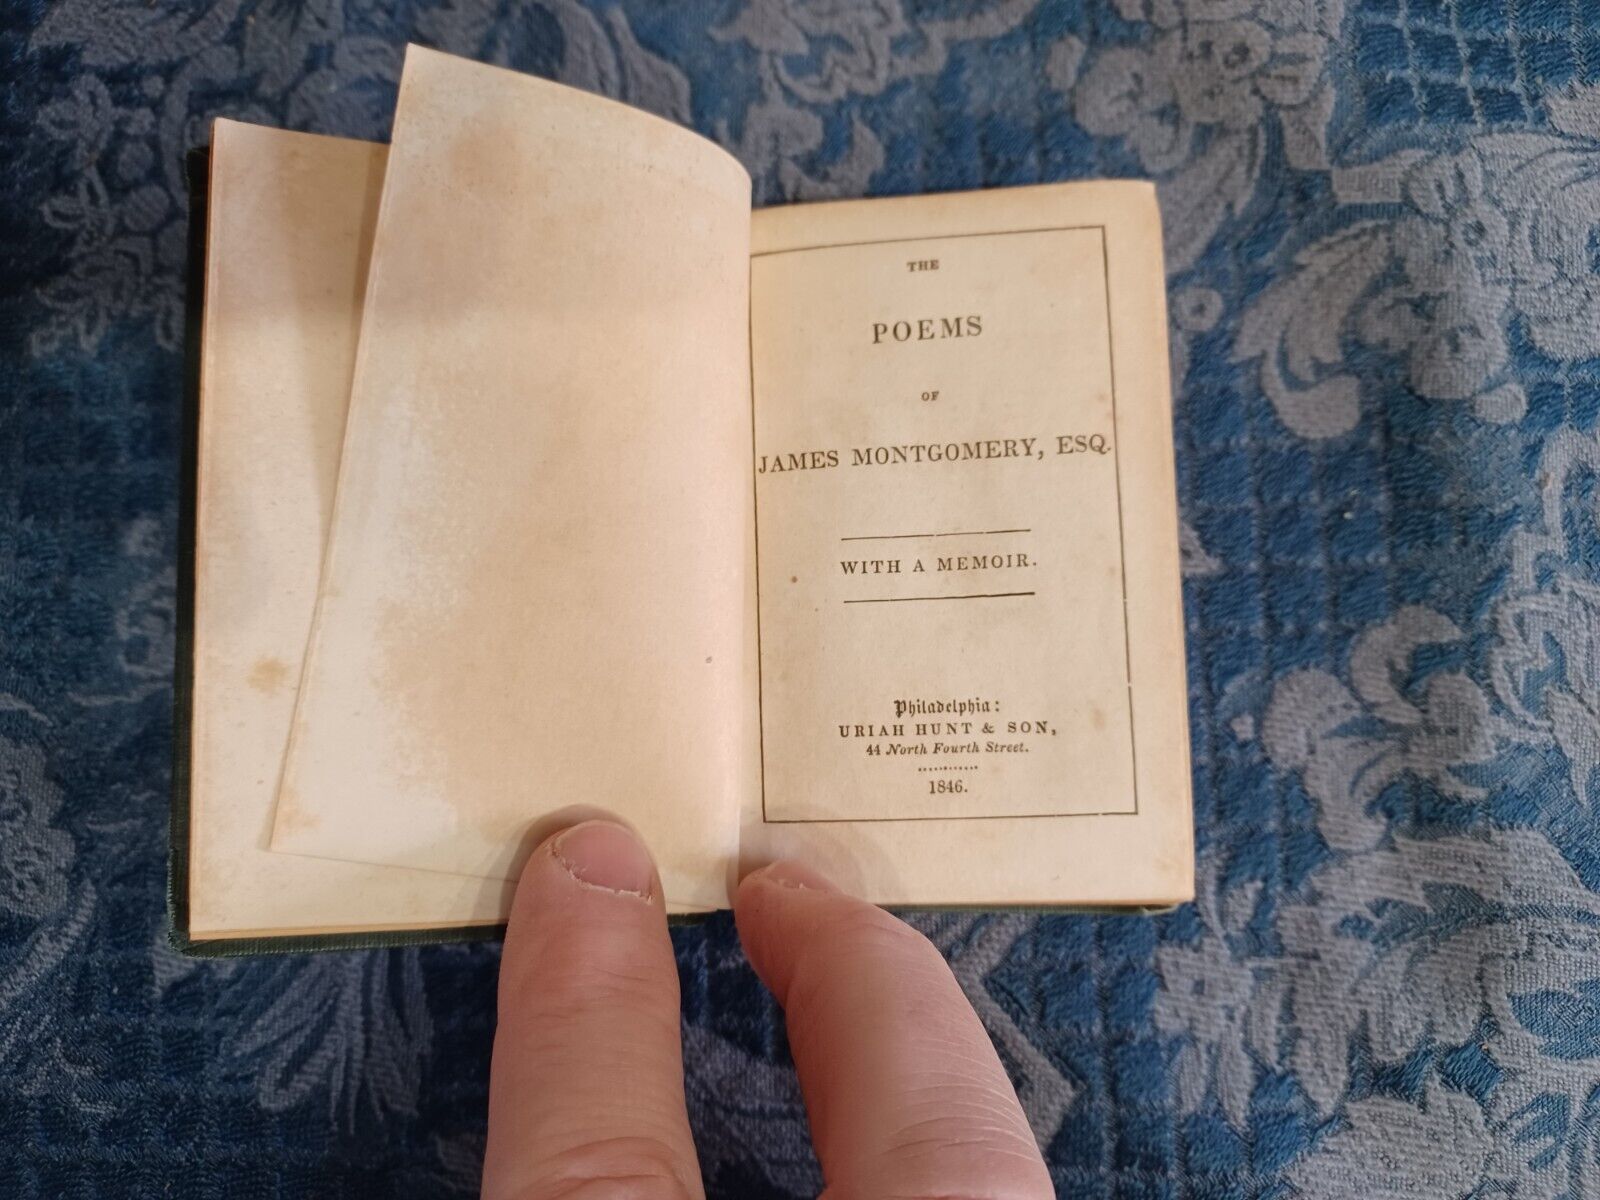 THE
POEMS
OF
JAMES MONTGOMERY, ESQ.
WITH A MEMOIR.
Philadelphia:
URIAH HUNT & SON,
44 North Fourth Street.
1846.